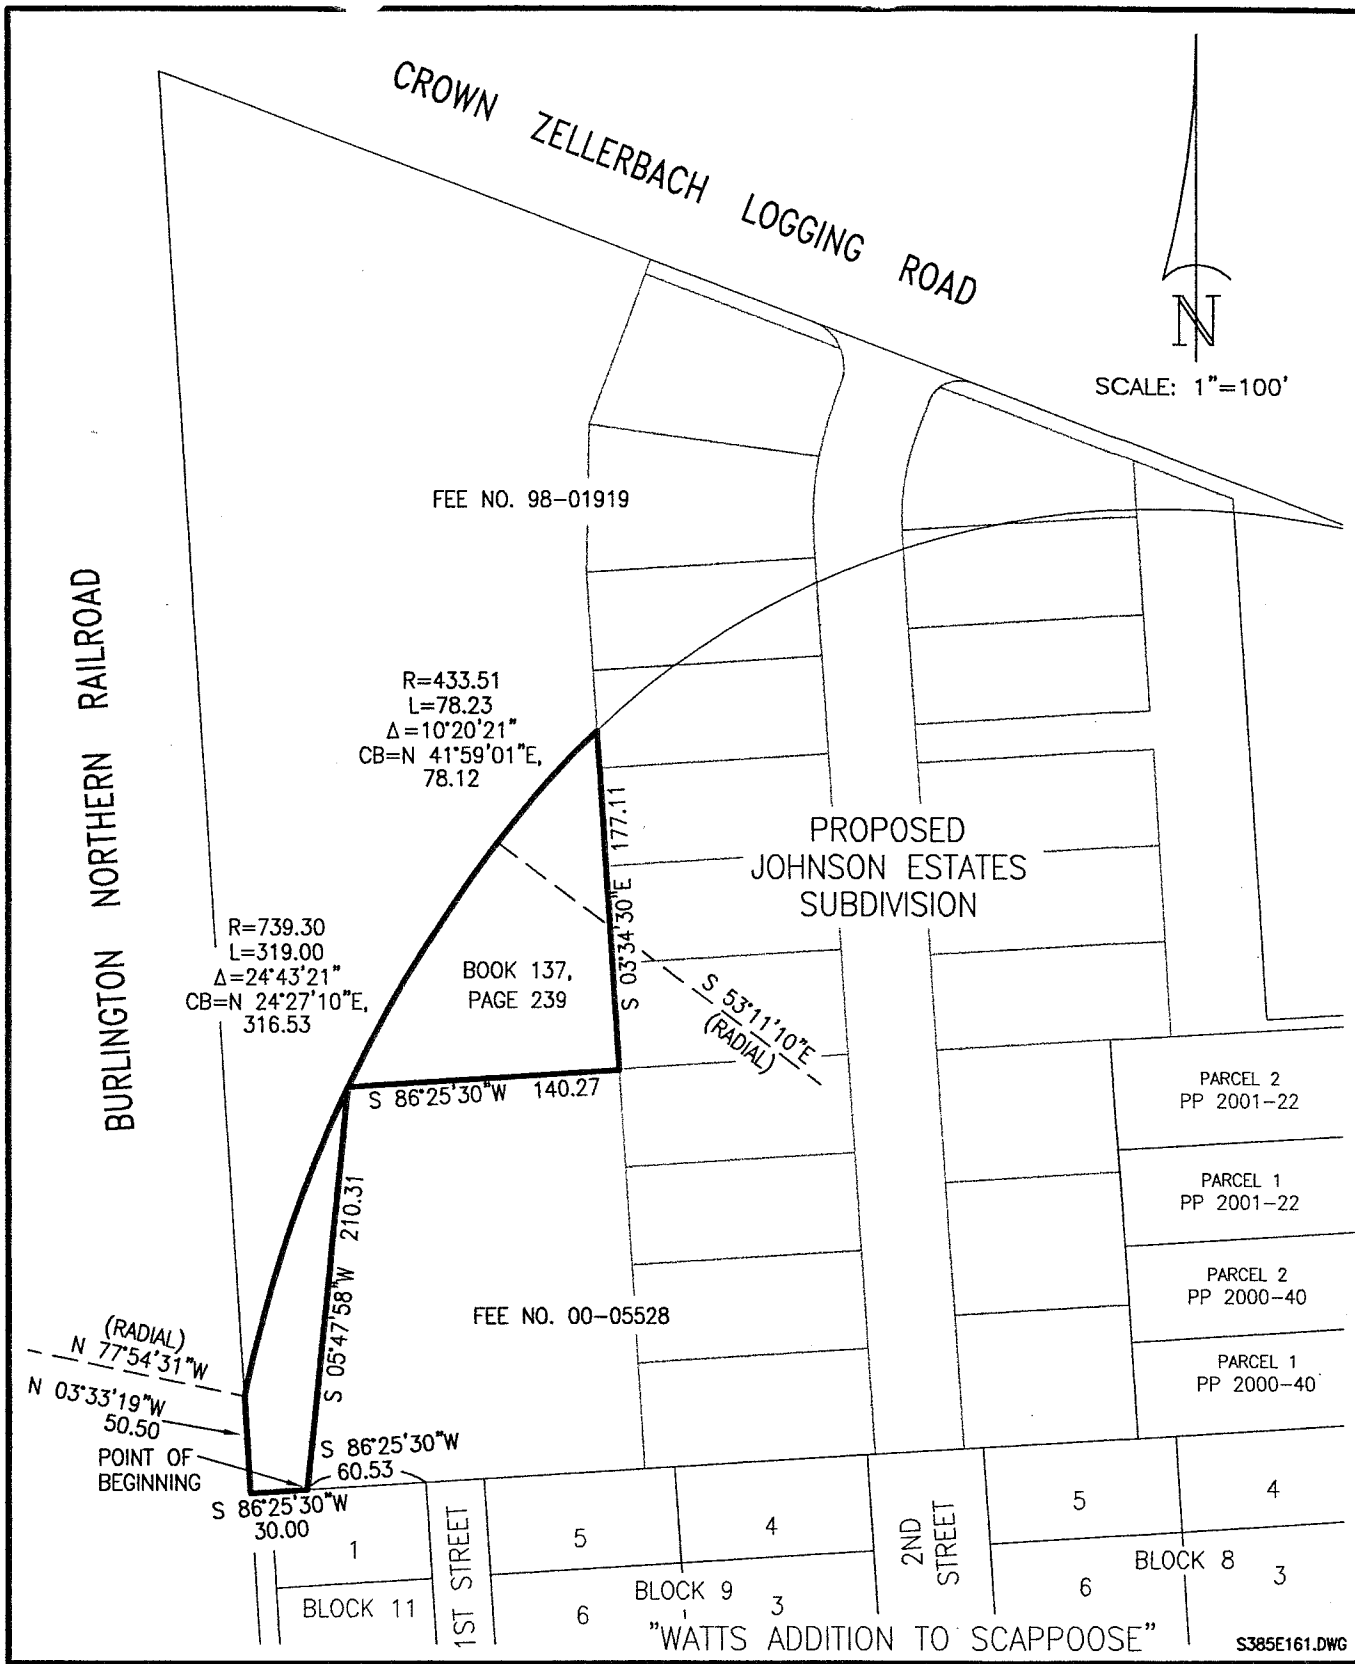 CROWN ZELLERBACH LOGGING ROAD
N
SCALE: 1"=100'
FEE NO. 98-01919
BURLINGTON NORTHERN RAILROAD
R=433.51
L=78.23
Δ=10°20'21"
CB=N 41°59'01"E,
78.12
S 03°34'30"E 177.11
PROPOSED
JOHNSON ESTATES
SUBDIVISION
R=739.30
L=319.00
Δ=24°43'21"
CB=N 24°27'10"E,
316.53
BOOK 137,
PAGE 239
S 53°11'10"E
(RADIAL)
S 86°25'30"W 140.27
PARCEL 2
PP 2001-22
PARCEL 1
PP 2001-22
PARCEL 2
PP 2000-40
PARCEL 1
PP 2000-40
S 05°47'58"W 210.31
FEE NO. 00-05528
(RADIAL)
N 77°54'31"W
N 03°33'19"W
50.50
POINT OF
BEGINNING
S 86°25'30"W
60.53
S 86°25'30"W
30.00
1
BLOCK 11
1ST STREET
5
4
BLOCK 9
6
3
2ND
STREET
5
4
BLOCK 8
6
3
"WATTS ADDITION TO SCAPPOOSE"
S385E161.DWG